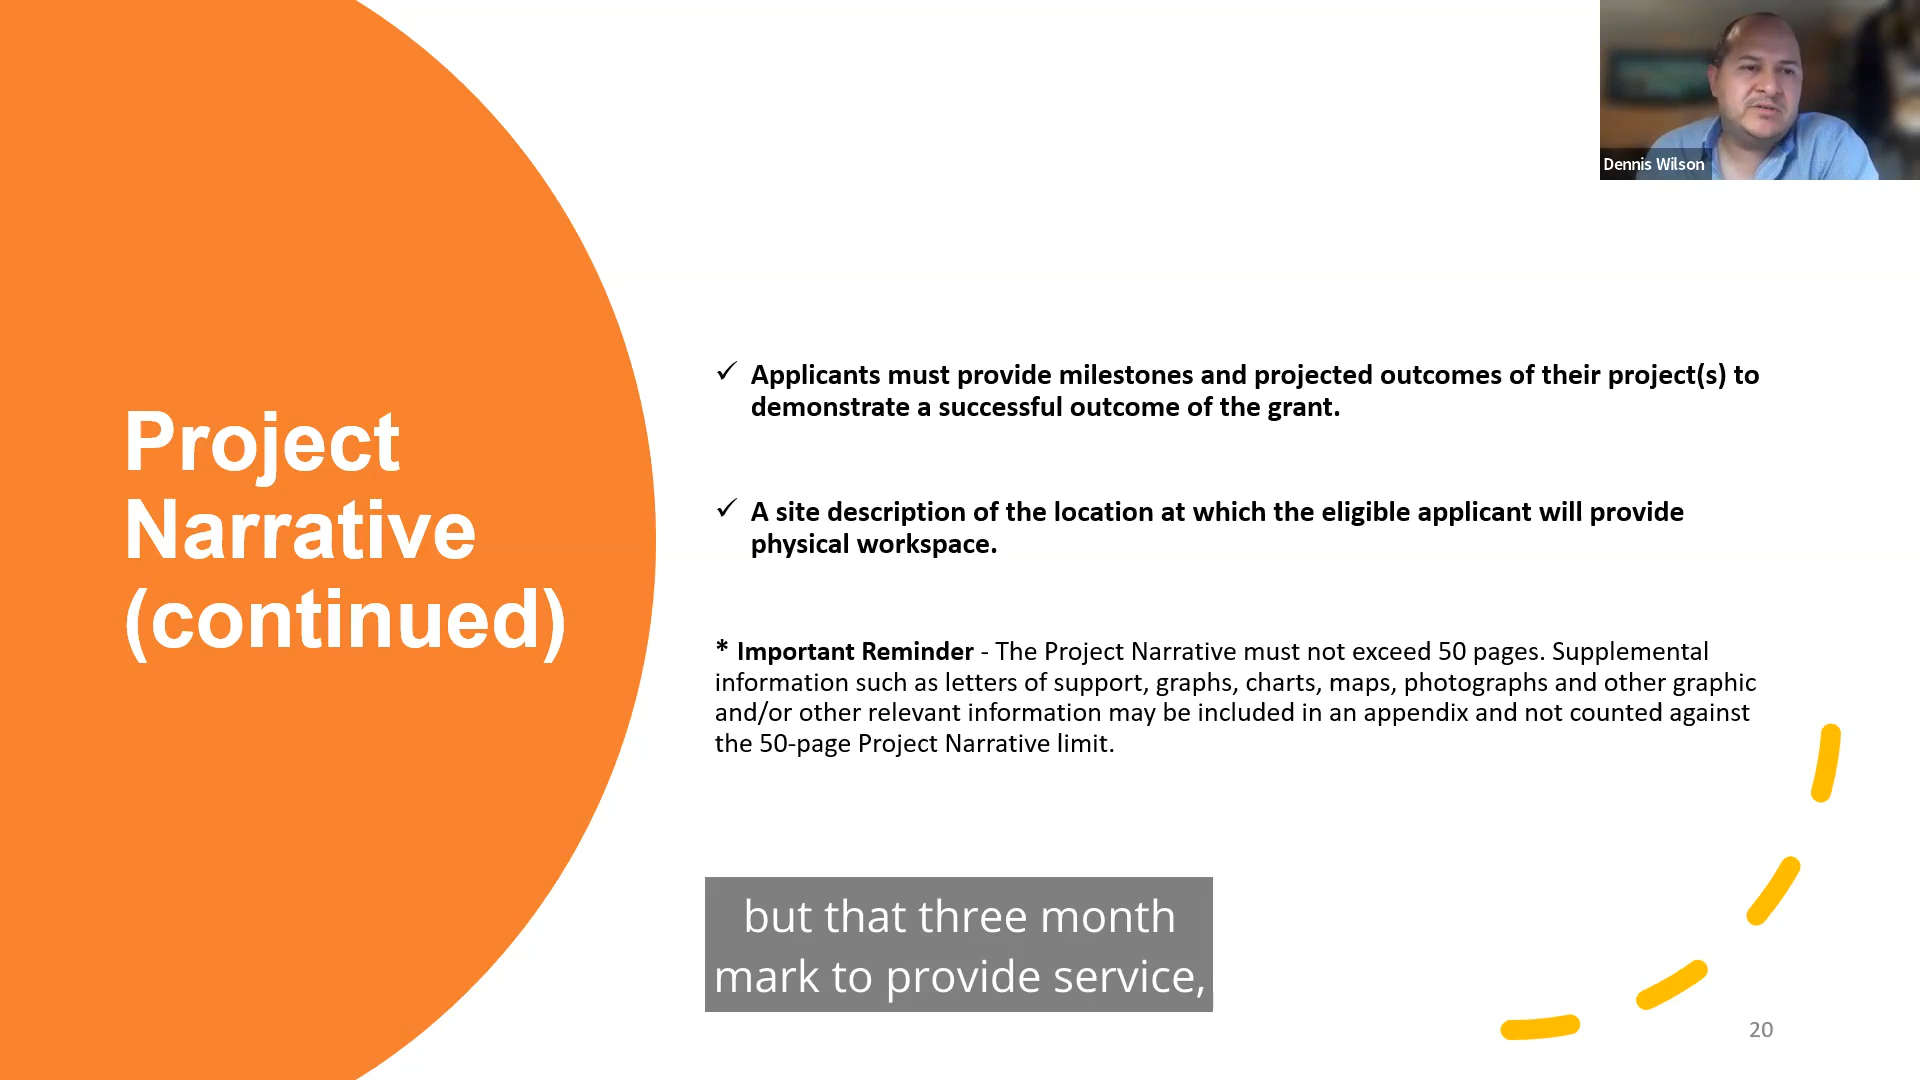 Dennis Wilson
Project
Narrative
(continued)
✓ Applicants must provide milestones and projected outcomes of their project(s) to
demonstrate a successful outcome of the grant.
✓ A site description of the location at which the eligible applicant will provide
physical workspace.
* Important Reminder - The Project Narrative must not exceed 50 pages. Supplemental
information such as letters of support, graphs, charts, maps, photographs and other graphic
and/or other relevant information may be included in an appendix and not counted against
the 50-page Project Narrative limit.
but that three month
mark to provide service,
20